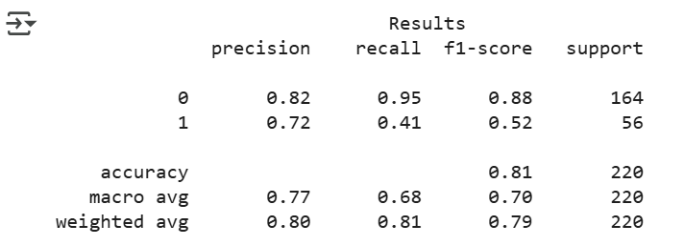 Results
precision recall f1-score support
0 0.82 0.95 0.88 164
1 0.72 0.41 0.52 56
accuracy 0.81 220
macro avg 0.77 0.68 0.70 220
weighted avg 0.80 0.81 0.79 220